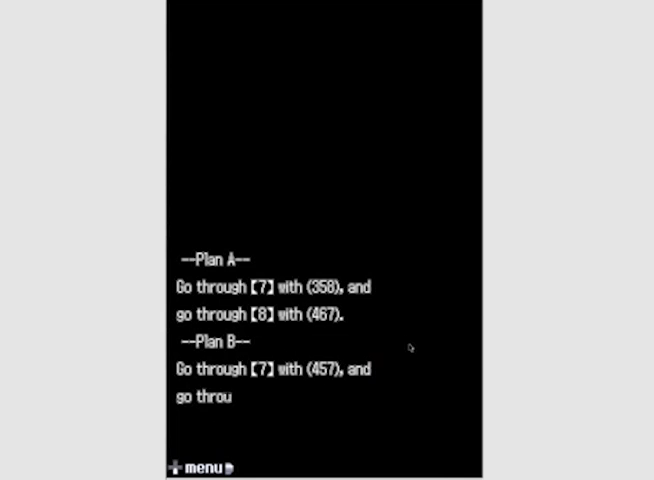 --Plan A--
Go through【7】with (358), and
go through【8】with (467).
--Plan B--
Go through【7】with (457), and
go throu
menu